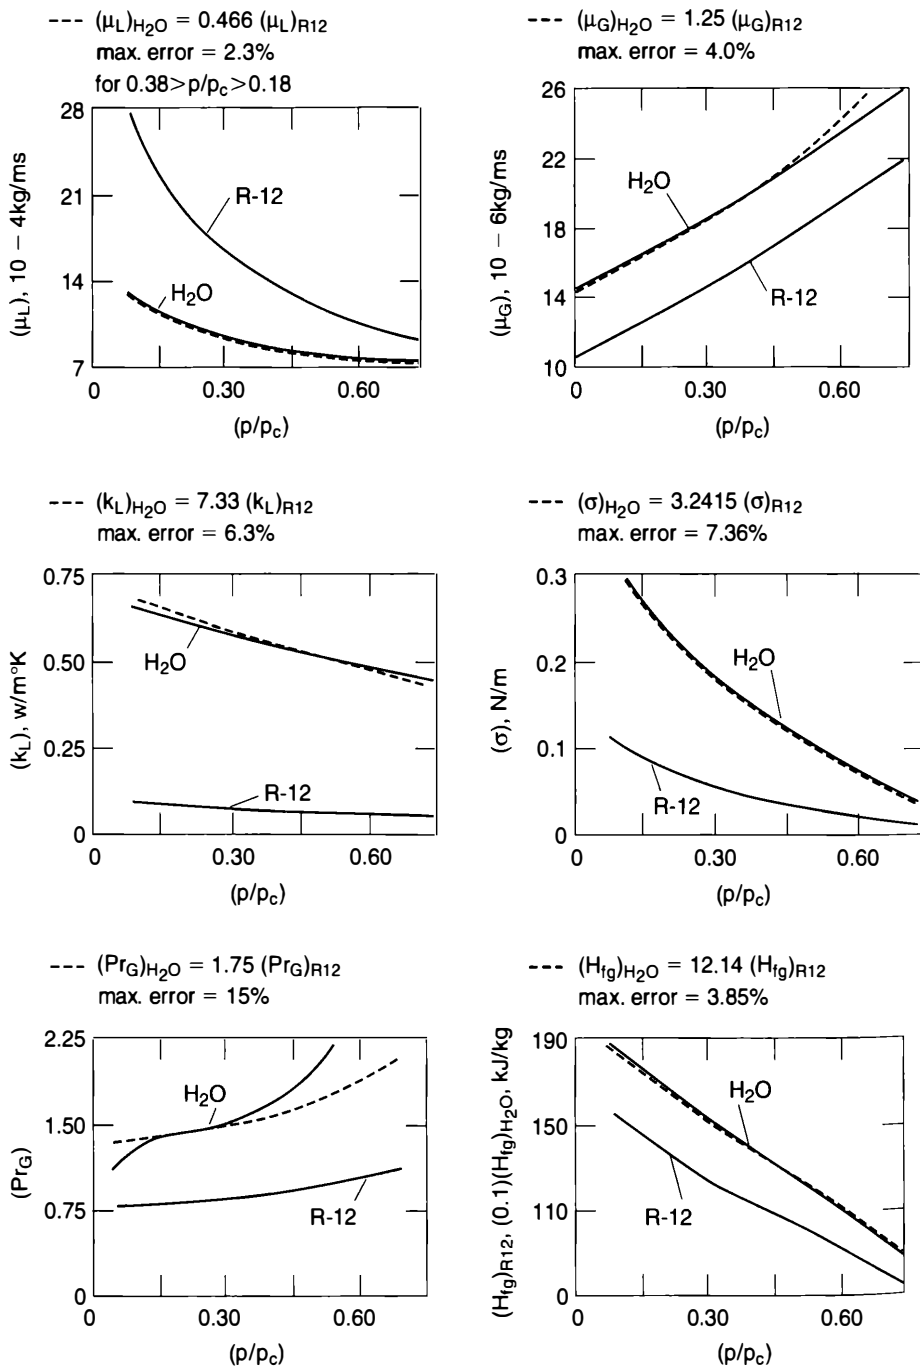 --- (μL)H2O = 0.466 (μL)R12
max. error = 2.3%
for 0.38>p/pc>0.18
28
21
14
7
(μL), 10 – 4kg/ms
R-12
H2O
0
0.30
0.60
(p/pc)
--- (μG)H2O = 1.25 (μG)R12
max. error = 4.0%
26
22
18
14
10
(μG), 10 – 6kg/ms
H2O
R-12
0
0.30
0.60
(p/pc)
--- (kL)H2O = 7.33 (kL)R12
max. error = 6.3%
0.75
0.50
0.25
0
(kL), w/m°K
H2O
R-12
0
0.30
0.60
(p/pc)
--- (σ)H2O = 3.2415 (σ)R12
max. error = 7.36%
0.3
0.2
0.1
0
(σ), N/m
H2O
R-12
0
0.30
0.60
(p/pc)
--- (PrG)H2O = 1.75 (PrG)R12
max. error = 15%
2.25
1.50
0.75
0
(PrG)
H2O
R-12
0
0.30
0.60
(p/pc)
--- (Hfg)H2O = 12.14 (Hfg)R12
max. error = 3.85%
190
150
110
0
(Hfg)R12, (0.1)(Hfg)H2O, kJ/kg
H2O
R-12
0
0.30
0.60
(p/pc)